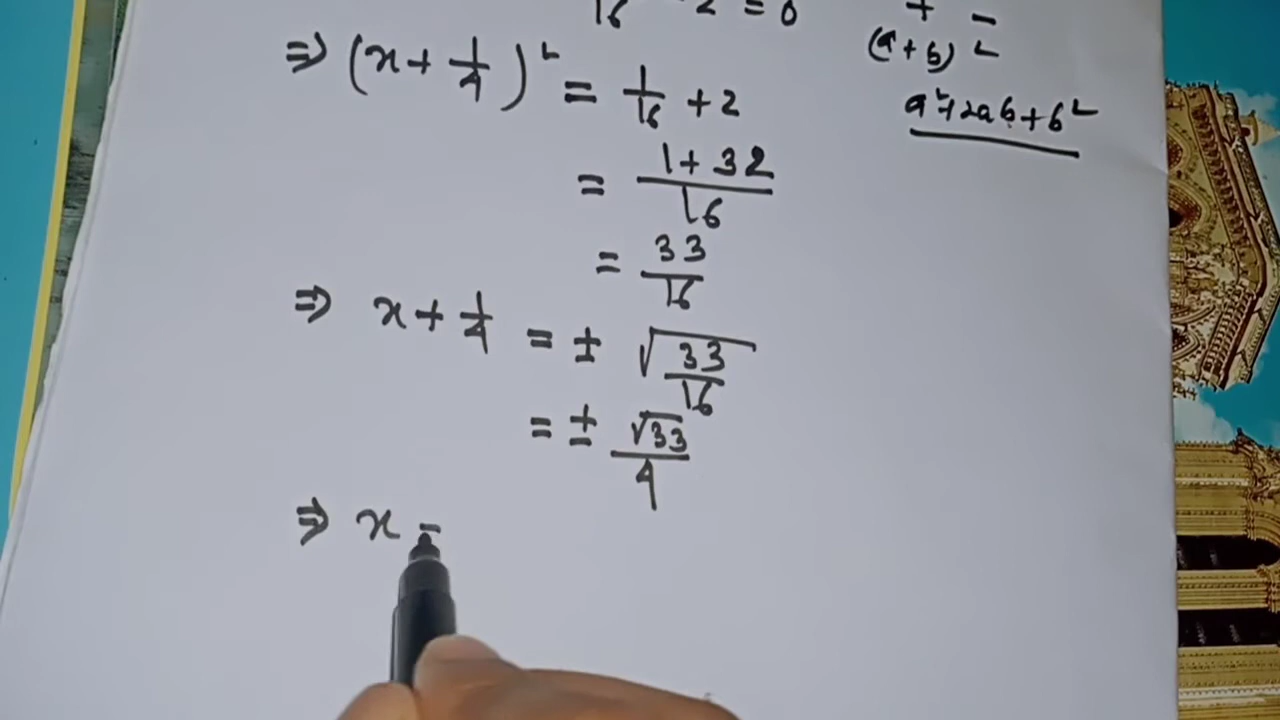 1/16 - 2 = 0
+ -
(a+b)²
a²+2ab+b²
⇒ (x + 1/4)² = 1/16 + 2
= (1+32)/16
= 33/16
⇒ x + 1/4 = ± √(33/16)
= ± √33/4
⇒ x =